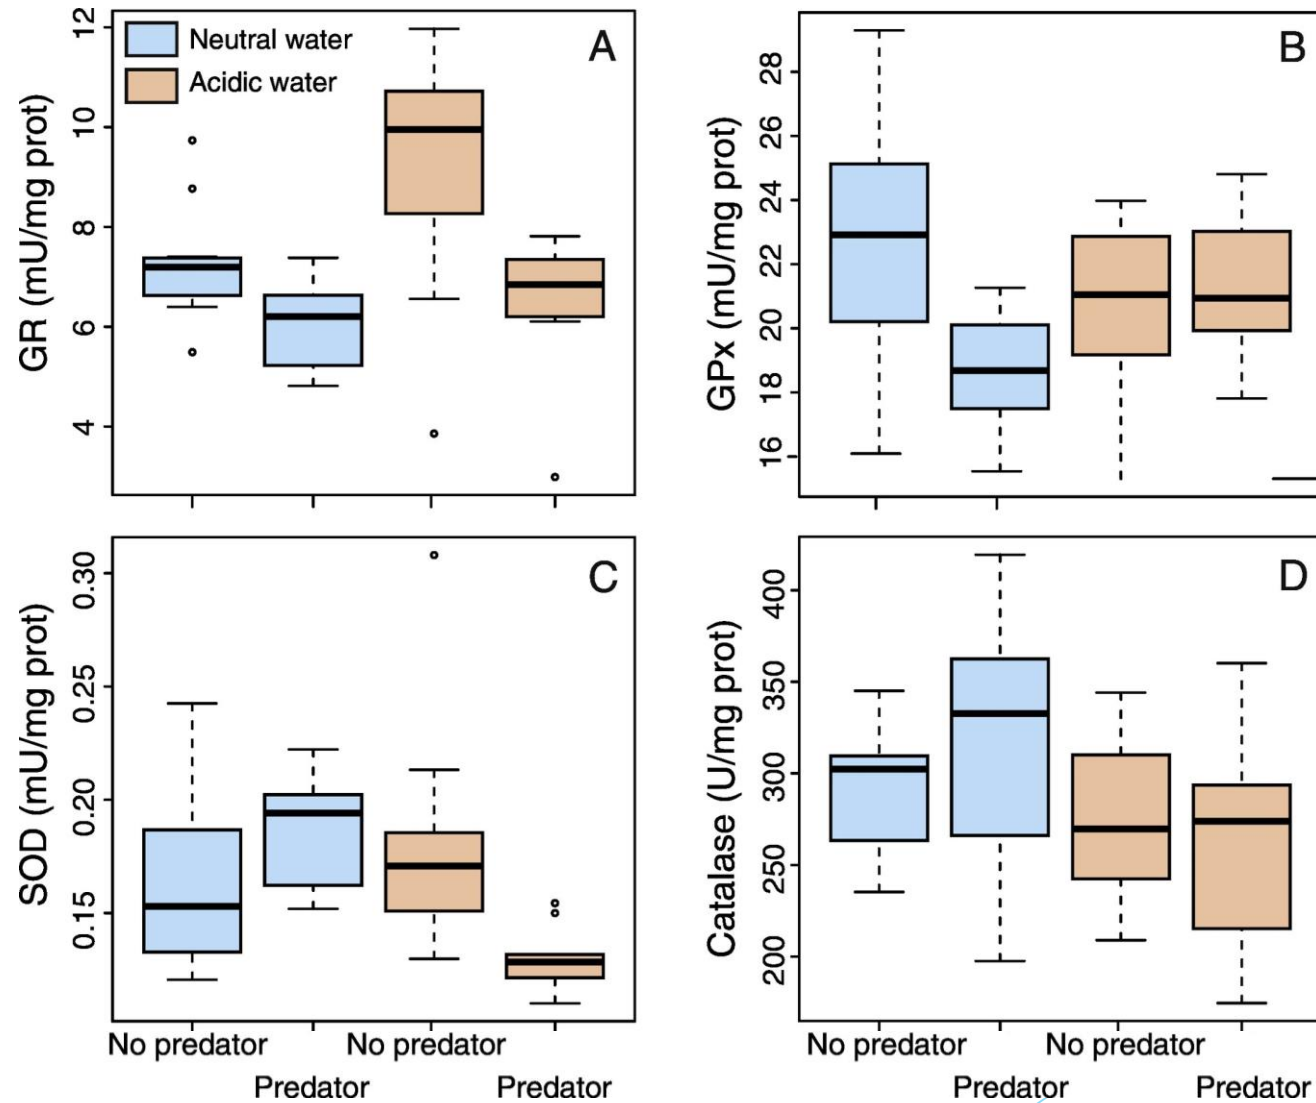 A
Neutral water
Acidic water
GR (mU/mg prot)
12
10
8
6
4
B
GPx (mU/mg prot)
28
26
24
22
20
18
16
C
SOD (mU/mg prot)
0.30
0.25
0.20
0.15
No predator
Predator
No predator
Predator
D
Catalase (U/mg prot)
400
350
300
250
200
No predator
Predator
No predator
Predator